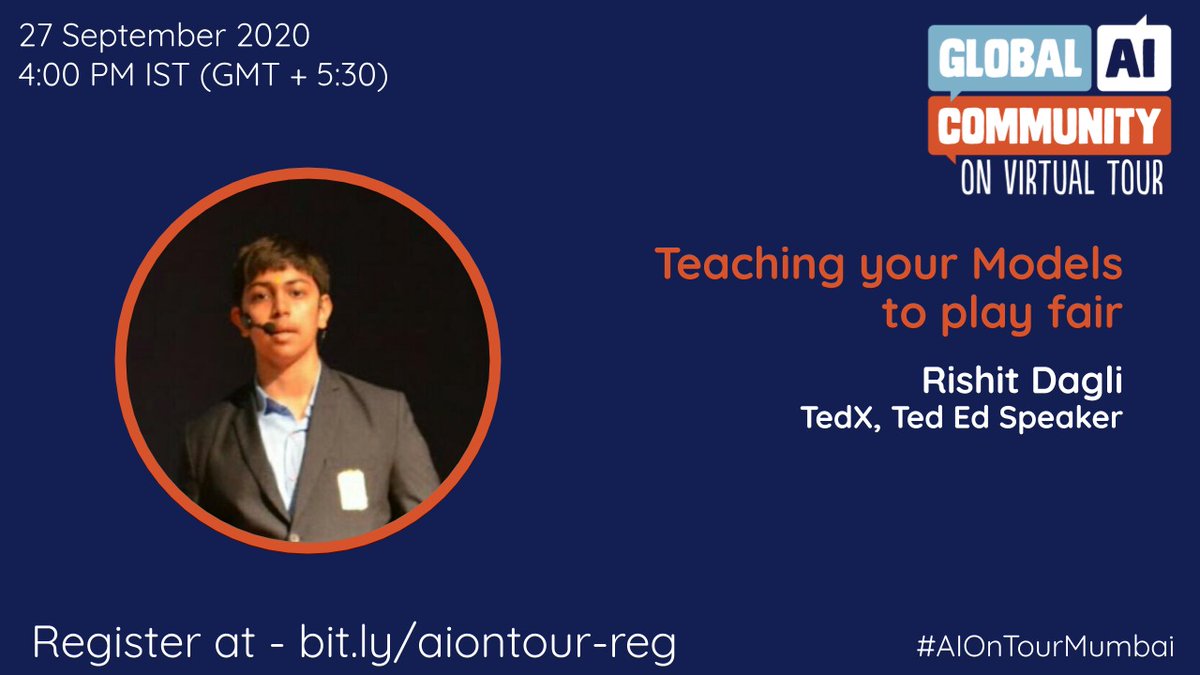 27 September 2020
4:00 PM IST (GMT + 5:30)
GLOBAL AI
COMMUNITY
ON VIRTUAL TOUR
Teaching your Models
to play fair
Rishit Dagli
TedX, Ted Ed Speaker
Register at - bit.ly/aiontour-reg
#AIOnTourMumbai